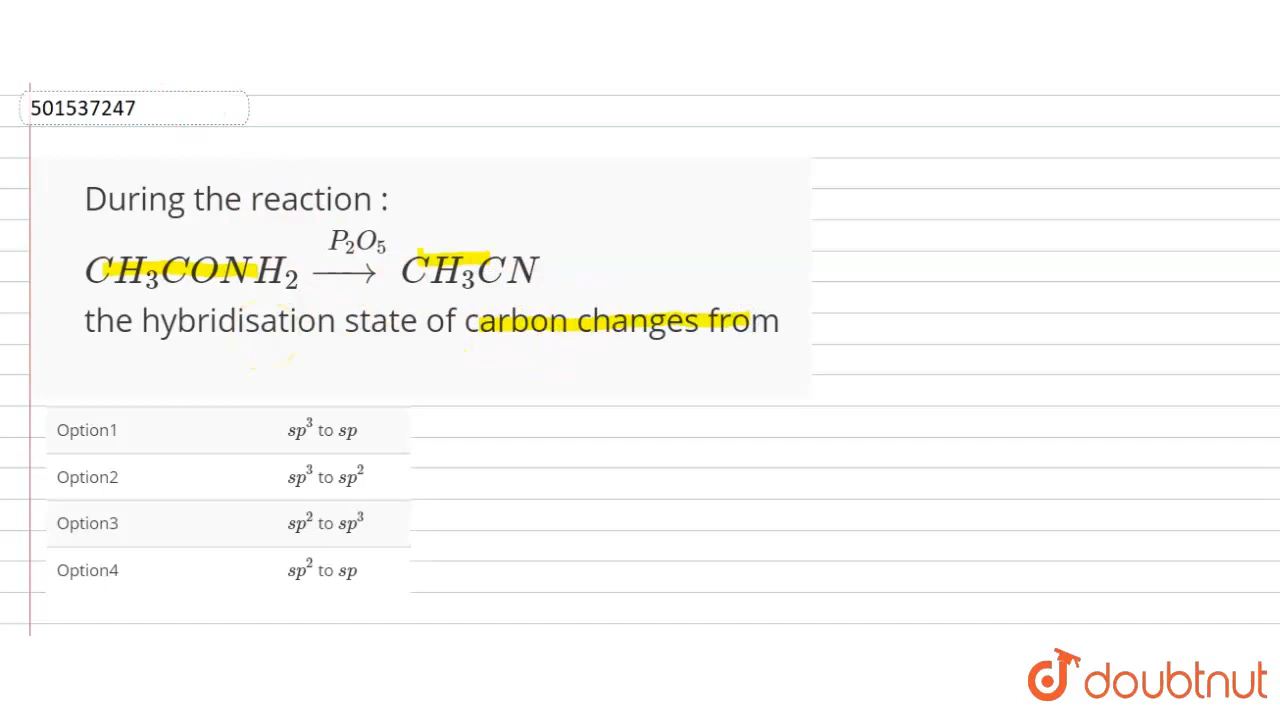 501537247
During the reaction :
CH₃CONH₂ \xrightarrow{P₂O₅} CH₃CN
the hybridisation state of carbon changes from
Option1 sp³ to sp
Option2 sp³ to sp²
Option3 sp² to sp³
Option4 sp² to sp
doubtnut